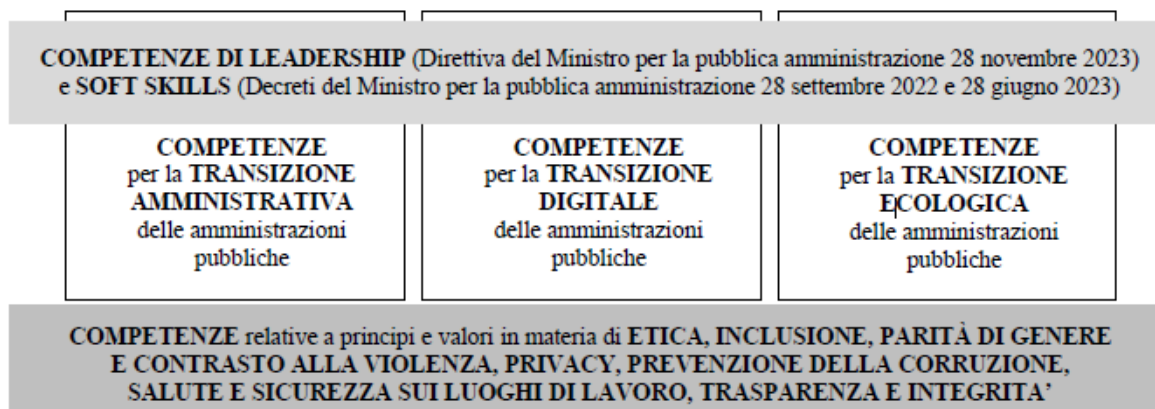 COMPETENZE DI LEADERSHIP (Direttiva del Ministro per la pubblica amministrazione 28 novembre 2023)
e SOFT SKILLS (Decreti del Ministro per la pubblica amministrazione 28 settembre 2022 e 28 giugno 2023)
COMPETENZE
per la TRANSIZIONE
AMMINISTRATIVA
delle amministrazioni
pubbliche
COMPETENZE
per la TRANSIZIONE
DIGITALE
delle amministrazioni
pubbliche
COMPETENZE
per la TRANSIZIONE
ECOLOGICA
delle amministrazioni
pubbliche
COMPETENZE relative a principi e valori in materia di ETICA, INCLUSIONE, PARITÀ DI GENERE
E CONTRASTO ALLA VIOLENZA, PRIVACY, PREVENZIONE DELLA CORRUZIONE,
SALUTE E SICUREZZA SUI LUOGHI DI LAVORO, TRASPARENZA E INTEGRITA’